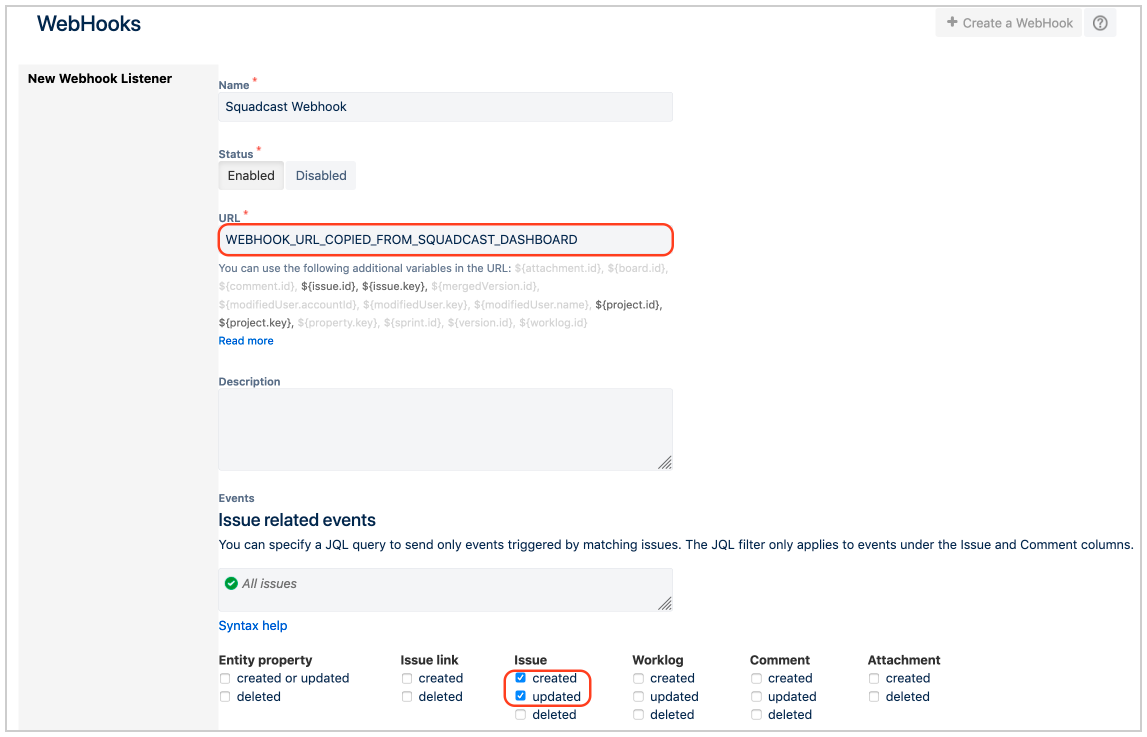 WebHooks
+ Create a WebHook ?
New Webhook Listener
Name *
Squadcast Webhook
Status *
Enabled Disabled
URL *
WEBHOOK_URL_COPIED_FROM_SQUADCAST_DASHBOARD
You can use the following additional variables in the URL: ${attachment.id}, ${board.id},
${comment.id}, ${issue.id}, ${issue.key}, ${mergedVersion.id},
${modifiedUser.accountId}, ${modifiedUser.key}, ${modifiedUser.name}, ${project.id},
${project.key}, ${property.key}, ${sprint.id}, ${version.id}, ${worklog.id}
Read more
Description
Events
Issue related events
You can specify a JQL query to send only events triggered by matching issues. The JQL filter only applies to events under the Issue and Comment columns.
All issues
Syntax help
Entity property Issue link Issue Worklog Comment Attachment
created or updated created created created created created
deleted deleted updated updated updated deleted
deleted deleted deleted